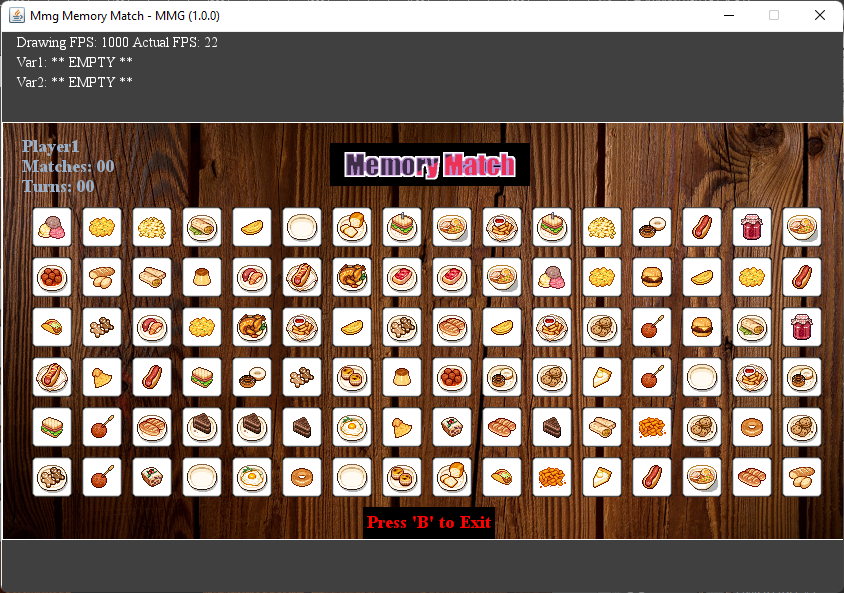 Mmg Memory Match - MMG (1.0.0)
Drawing FPS: 1000 Actual FPS: 22
Var1: ** EMPTY **
Var2: ** EMPTY **
Player1
Matches: 00
Turns: 00
Memory Match
Press 'B' to Exit